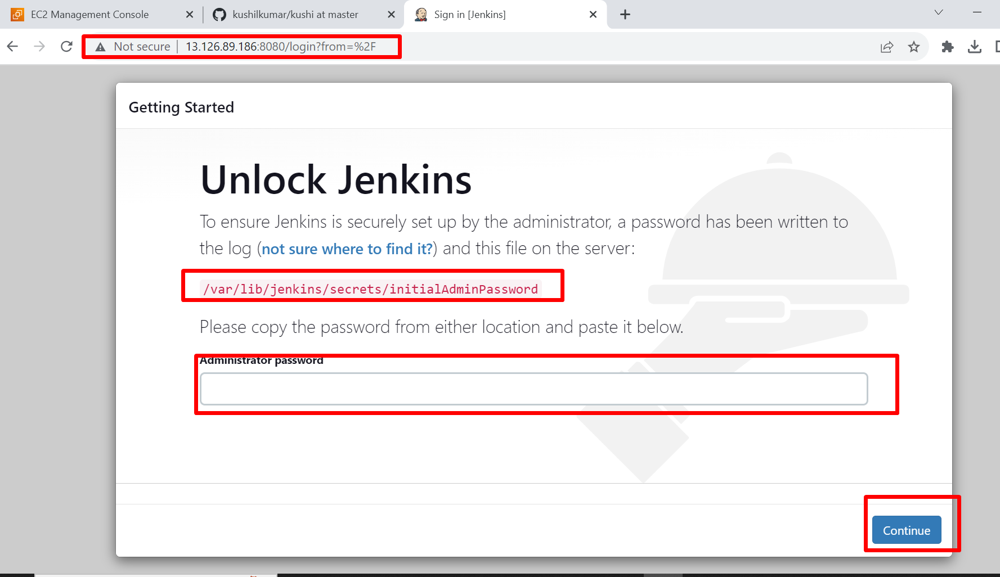 EC2 Management Console
kushilkumar/kushi at master
Sign in [Jenkins]
Not secure
13.126.89.186:8080/login?from=%2F
Getting Started
Unlock Jenkins
To ensure Jenkins is securely set up by the administrator, a password has been written to
the log (not sure where to find it?) and this file on the server:
/var/lib/jenkins/secrets/initialAdminPassword
Please copy the password from either location and paste it below.
Administrator password
Continue